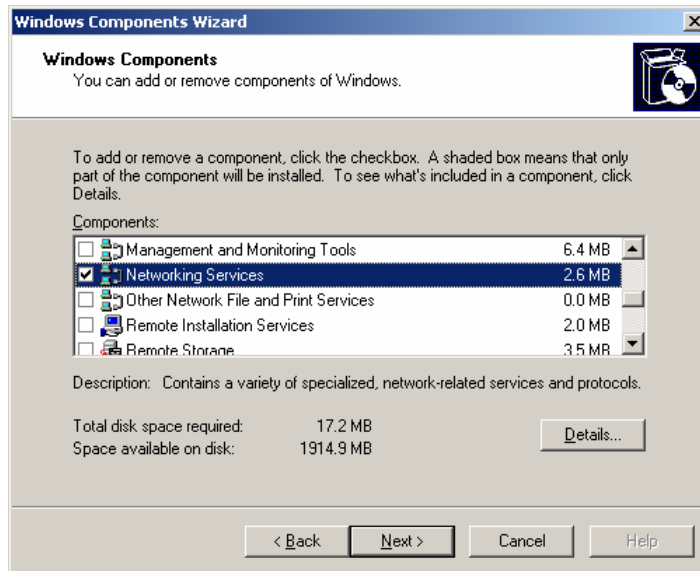 Windows Components Wizard
Windows Components
You can add or remove components of Windows.
To add or remove a component, click the checkbox. A shaded box means that only
part of the component will be installed. To see what's included in a component, click
Details.
Components:
Management and Monitoring Tools 6.4 MB
Networking Services 2.6 MB
Other Network File and Print Services 0.0 MB
Remote Installation Services 2.0 MB
Remote Storage 3.5 MB
Description: Contains a variety of specialized, network-related services and protocols.
Total disk space required: 17.2 MB
Space available on disk: 1914.9 MB
Details...
< Back Next > Cancel Help